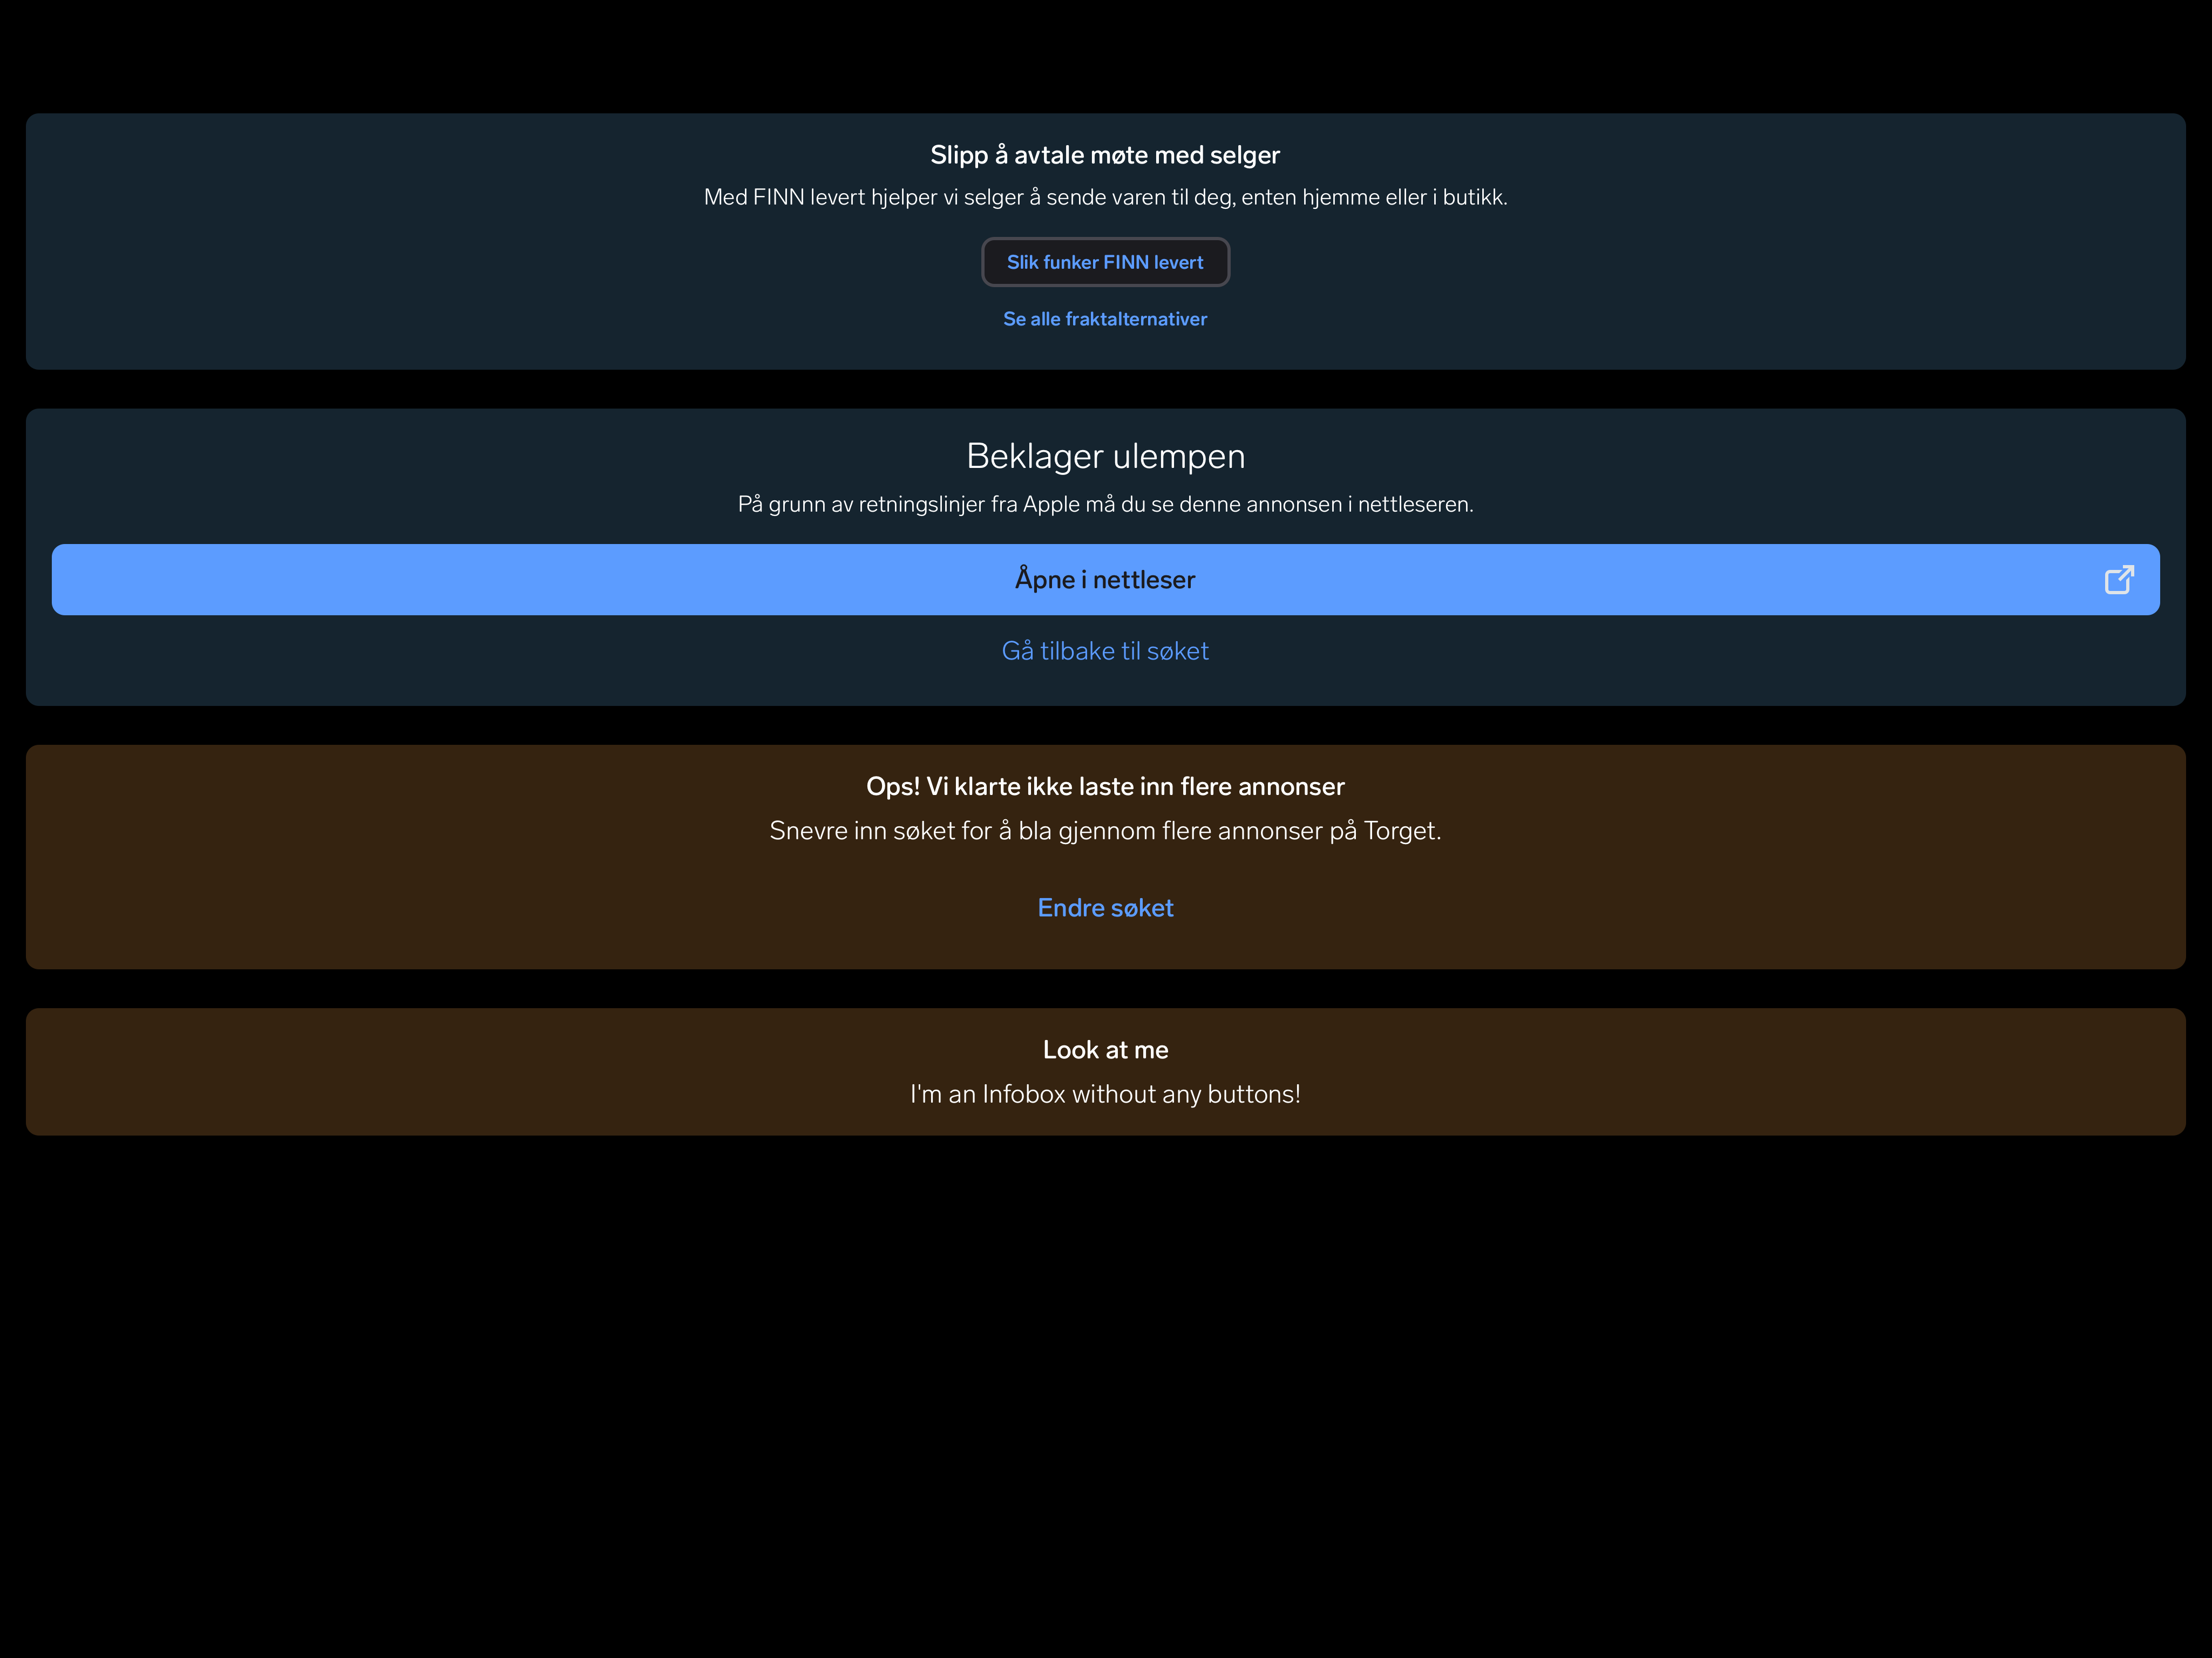 Slipp å avtale møte med selger
Med FINN levert hjelper vi selger å sende varen til deg, enten hjemme eller i butikk.
Slik funker FINN levert
Se alle fraktalternativer
Beklager ulempen
På grunn av retningslinjer fra Apple må du se denne annonsen i nettleseren.
Åpne i nettleser
Gå tilbake til søket
Ops! Vi klarte ikke laste inn flere annonser
Snevre inn søket for å bla gjennom flere annonser på Torget.
Endre søket
Look at me
I'm an Infobox without any buttons!